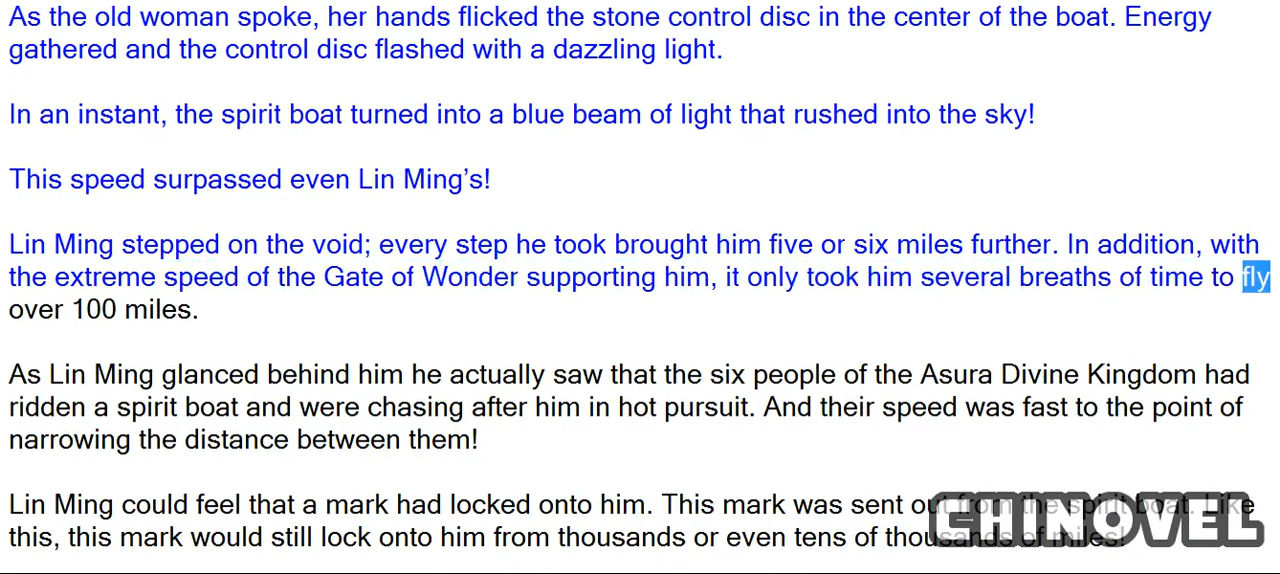 As the old woman spoke, her hands flicked the stone control disc in the center of the boat. Energy
gathered and the control disc flashed with a dazzling light.
In an instant, the spirit boat turned into a blue beam of light that rushed into the sky!
This speed surpassed even Lin Ming’s!
Lin Ming stepped on the void; every step he took brought him five or six miles further. In addition, with
the extreme speed of the Gate of Wonder supporting him, it only took him several breaths of time to fly
over 100 miles.
As Lin Ming glanced behind him he actually saw that the six people of the Asura Divine Kingdom had
ridden a spirit boat and were chasing after him in hot pursuit. And their speed was fast to the point of
narrowing the distance between them!
Lin Ming could feel that a mark had locked onto him. This mark was sent out from the spirit boat. Like
this, this mark would still lock onto him from thousands or even tens of thousands of miles!
CHINOVEL